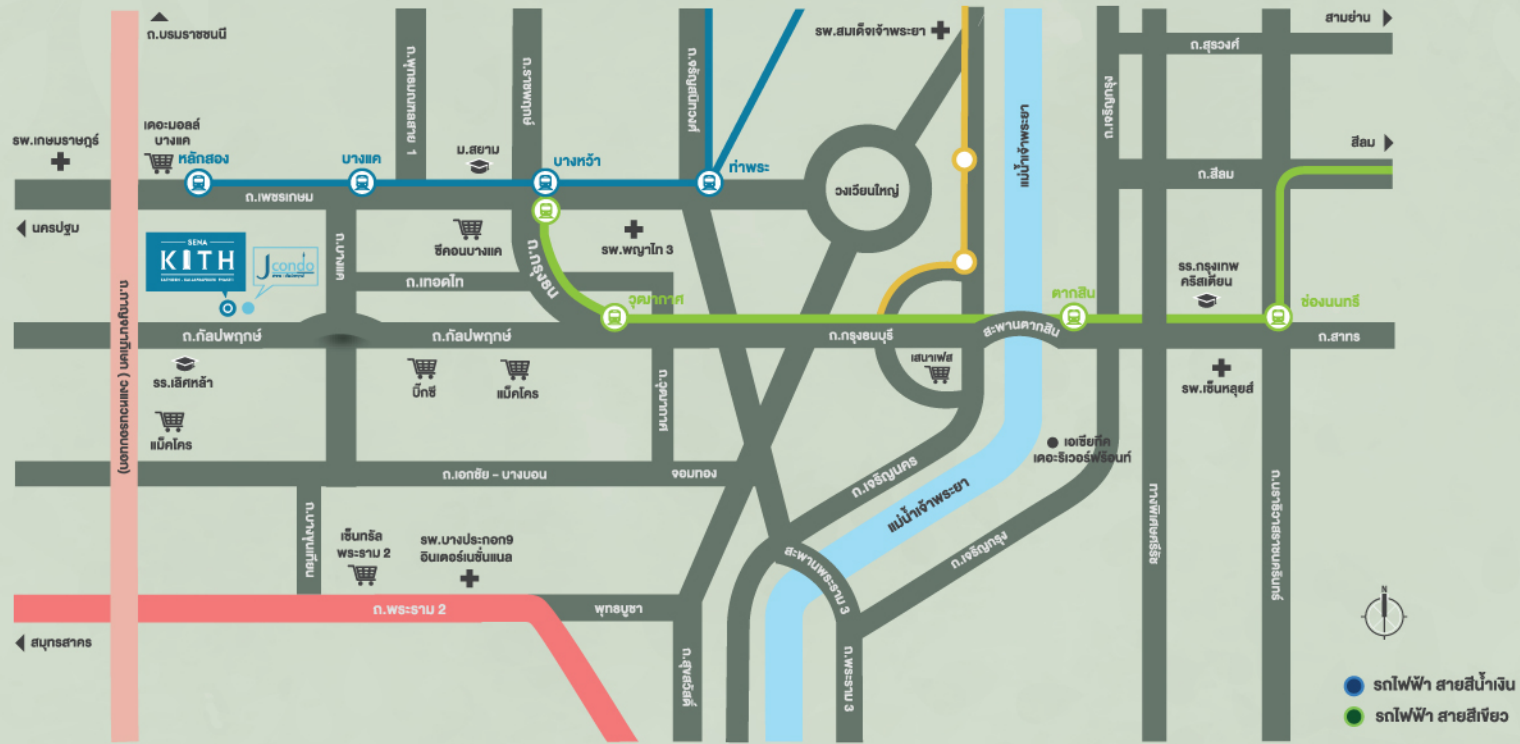 ถ.บรมราชชนนี
สามย่าน
รพ.สมเด็จเจ้าพระยา
ถ.สุรวงศ์
ถ.พุทธมณฑลสาย 1
ถ.ราชพฤกษ์
ถ.จรัญสนิทวงศ์
แม่น้ำเจ้าพระยา
ถ.เจริญกรุง
รพ.เกษมราษฎร์
เดอะมอลล์
บางแค
หลักสอง
บางแค
ม.สยาม
บางหว้า
ท่าพระ
สีลม
ถ.สีลม
ถ.เพชรเกษม
วงเวียนใหญ่
นครปฐม
SENA
KITH
Jcondo
ถ.บางแค
ซีคอนบางแค
รพ.พญาไท 3
ถ.กรุงธน
ถ.เทอดไท
วุฒากาศ
ตากสิน
รร.กรุงเทพ
คริสเตียน
ช่องนนทรี
ถ.กัลปพฤกษ์
ถ.กัลปพฤกษ์
ถ.กรุงธนบุรี
สะพานตากสิน
ถ.สาทร
ถ.กาญจนาภิเษก (วงแหวนรอบนอก)
รร.เลิศหล้า
แม็คโคร
บิ๊กซี
แม็คโคร
ถ.วุฒากาศ
เสนาเฟส
รพ.เซ็นหลุยส์
เอเชียทีค
เดอะริเวอร์ฟร้อนท์
ถ.เอกชัย - บางบอน
จอมทอง
ถ.เจริญนคร
แม่น้ำเจ้าพระยา
ถ.เจริญกรุง
ทางพิเศษศรีรัช
ถ.นราธิวาสราชนครินทร์
ถ.บางขุนเทียน
เซ็นทรัล
พระราม 2
รพ.บางปะกอก9
อินเตอร์เนชั่นแนล
สะพานพระราม 3
ถ.พระราม 2
พุทธบูชา
สมุทรสาคร
ถ.สุขสวัสดิ์
ถ.พระราม 3
N
รถไฟฟ้า สายสีน้ำเงิน
รถไฟฟ้า สายสีเขียว